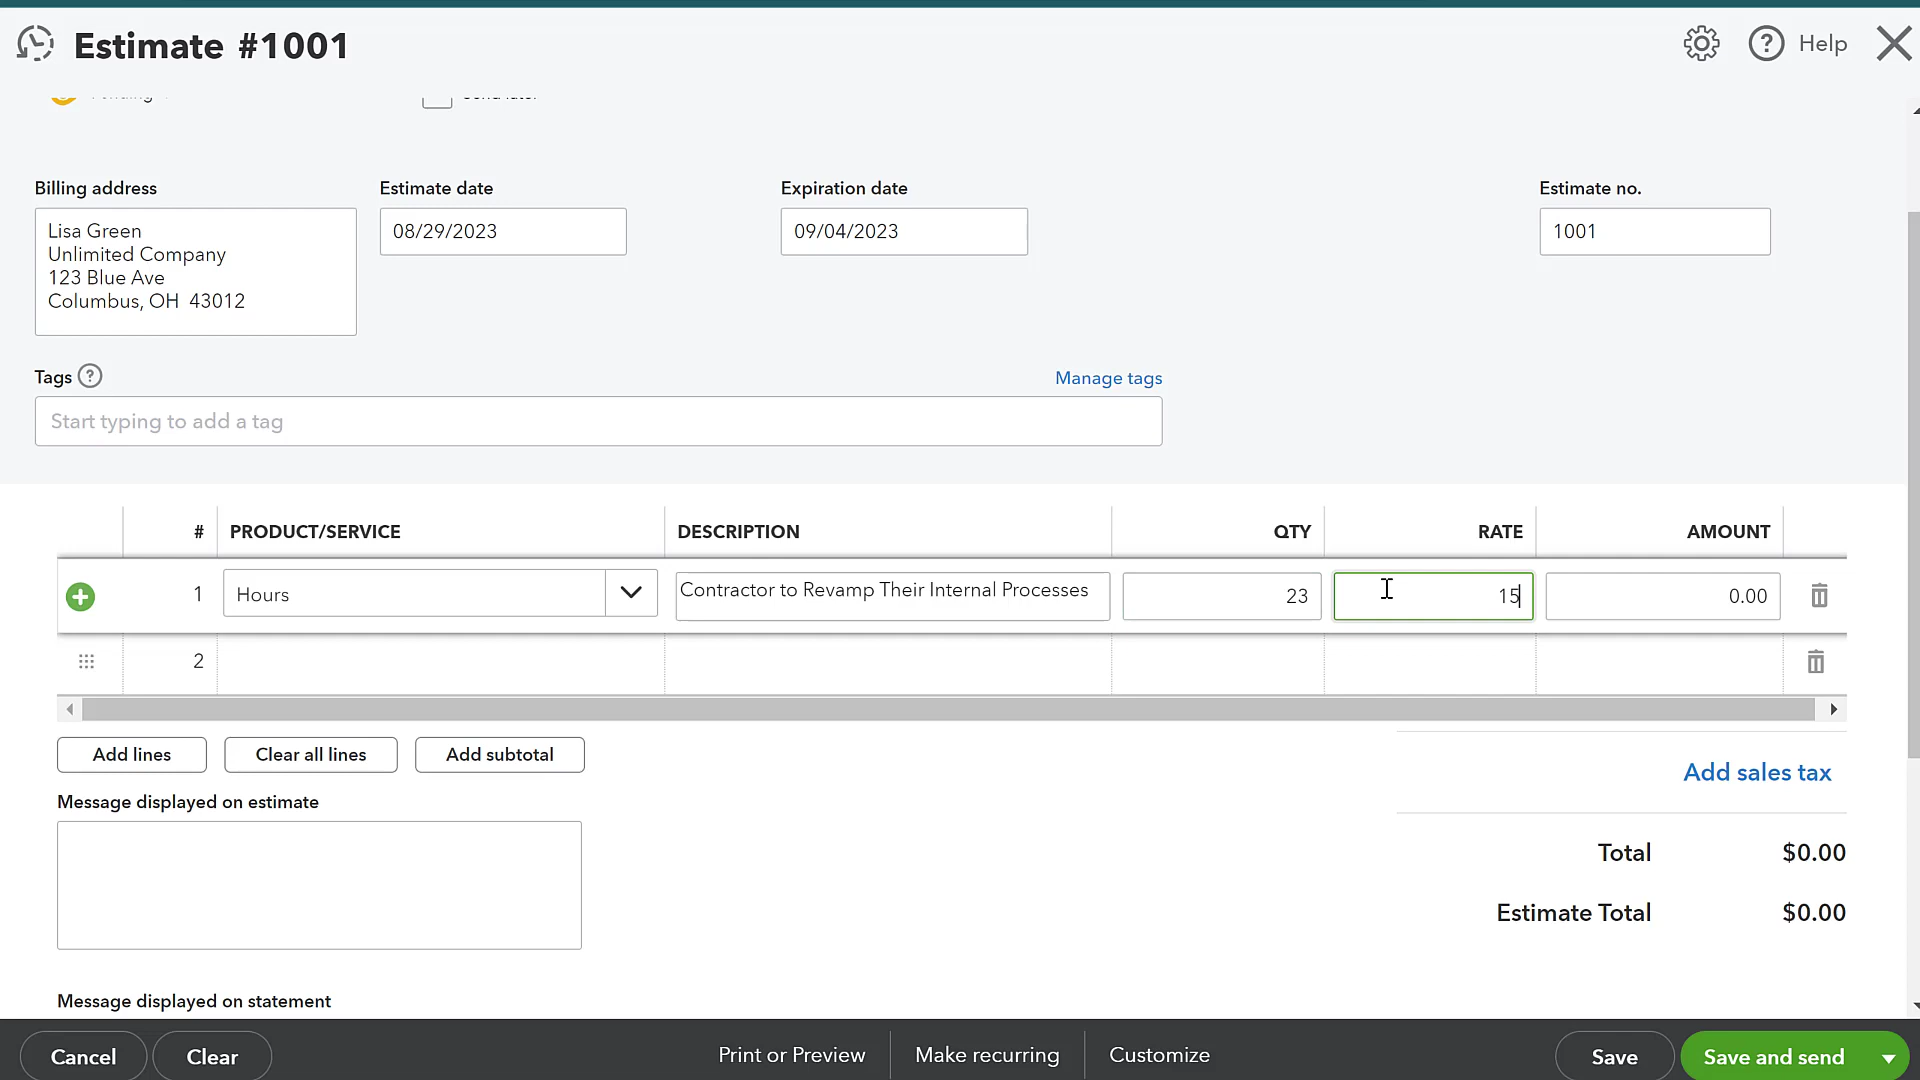 Estimate #1001
? Help
Pending
Send later
Billing address
Lisa Green
Unlimited Company
123 Blue Ave
Columbus, OH 43012
Estimate date
08/29/2023
Expiration date
09/04/2023
Estimate no.
1001
Tags ?
Manage tags
Start typing to add a tag
# PRODUCT/SERVICE DESCRIPTION QTY RATE AMOUNT
1 Hours Contractor to Revamp Their Internal Processes 23 15 0.00
2
Add lines Clear all lines Add subtotal
Add sales tax
Message displayed on estimate
Total $0.00
Estimate Total $0.00
Message displayed on statement
Cancel Clear Print or Preview Make recurring Customize Save Save and send